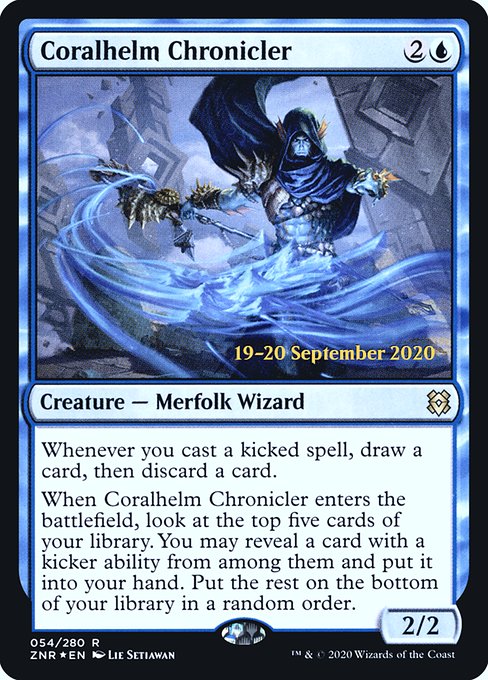 Coralhelm Chronicler 2
19–20 September 2020
Creature — Merfolk Wizard
Whenever you cast a kicked spell, draw a
card, then discard a card.
When Coralhelm Chronicler enters the
battlefield, look at the top five cards of
your library. You may reveal a card with a
kicker ability from among them and put it
into your hand. Put the rest on the bottom
of your library in a random order.
2/2
054/280 R
ZNR ★ EN Lie Setiawan
™ & © 2020 Wizards of the Coast